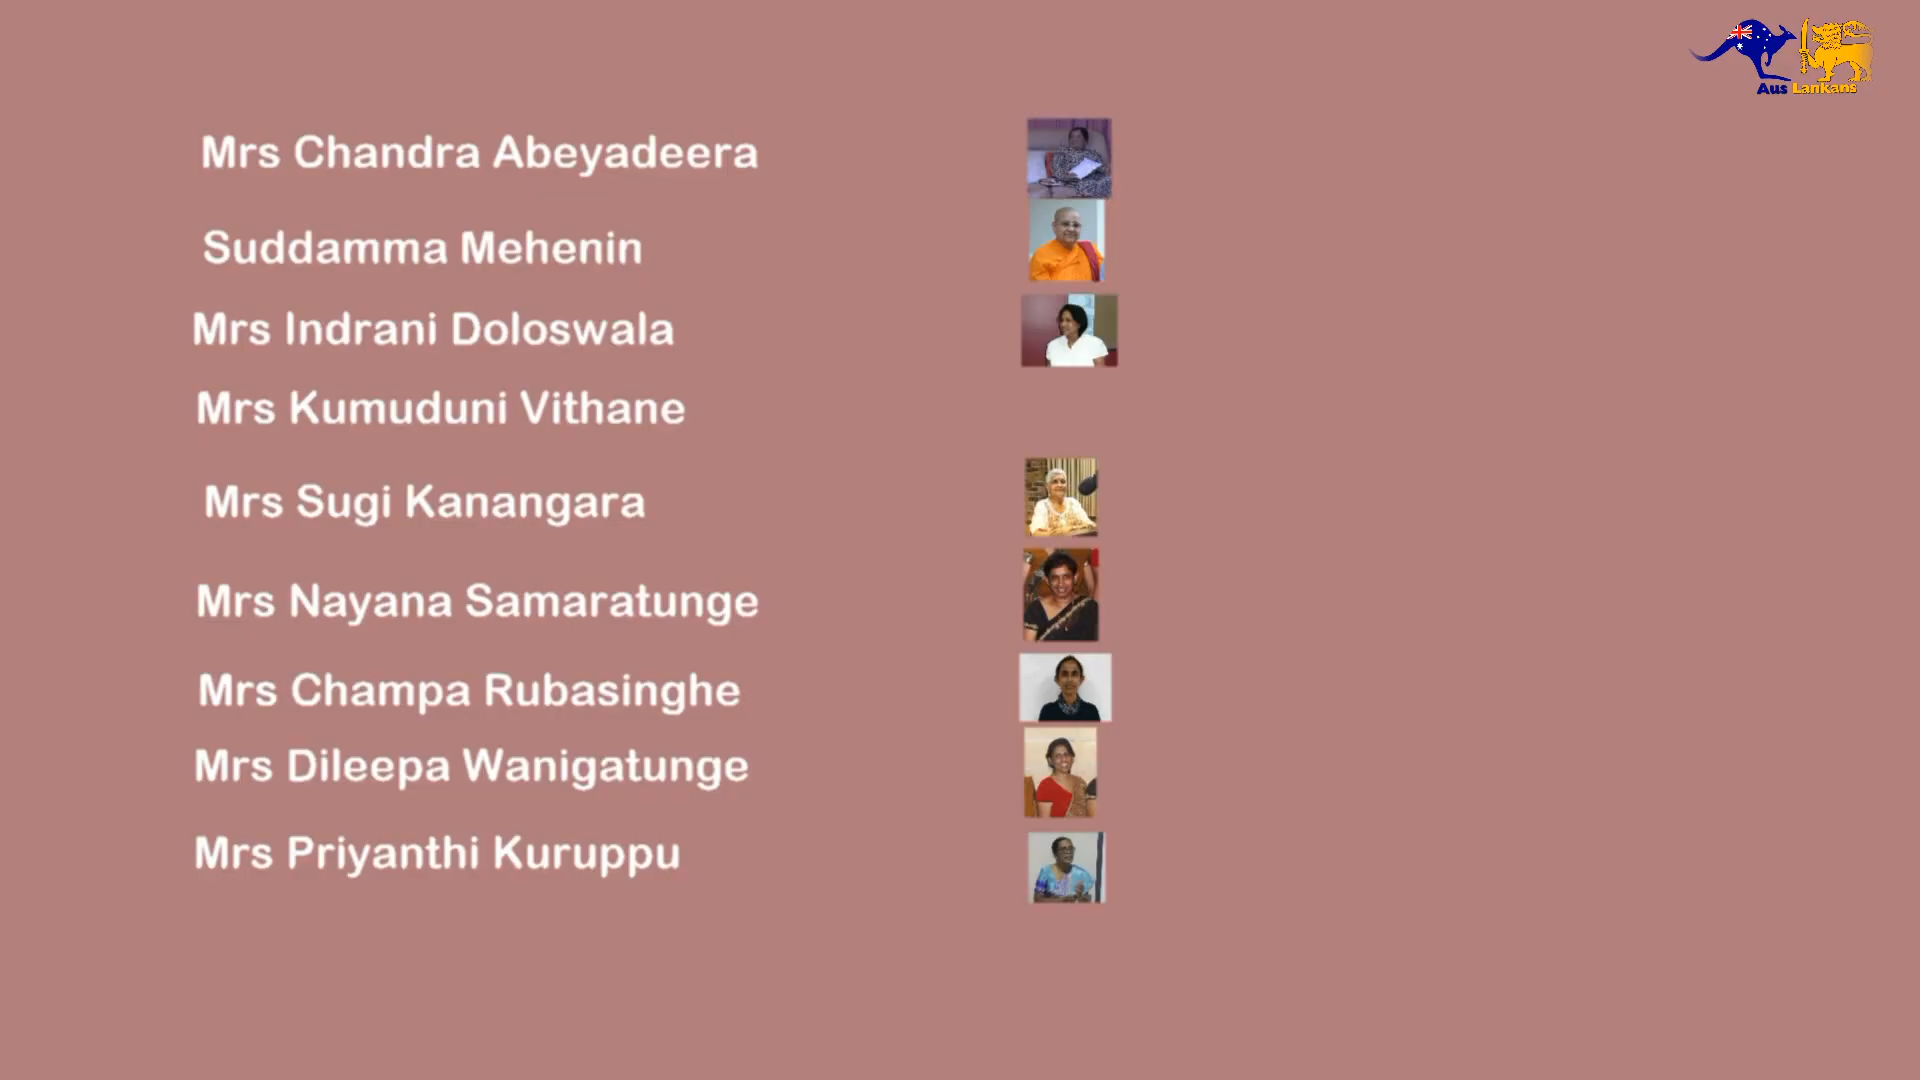 Aus Lankans
Mrs Chandra Abeyadeera
Suddamma Mehenin
Mrs Indrani Doloswala
Mrs Kumuduni Vithane
Mrs Sugi Kanangara
Mrs Nayana Samaratunge
Mrs Champa Rubasinghe
Mrs Dileepa Wanigatunge
Mrs Priyanthi Kuruppu